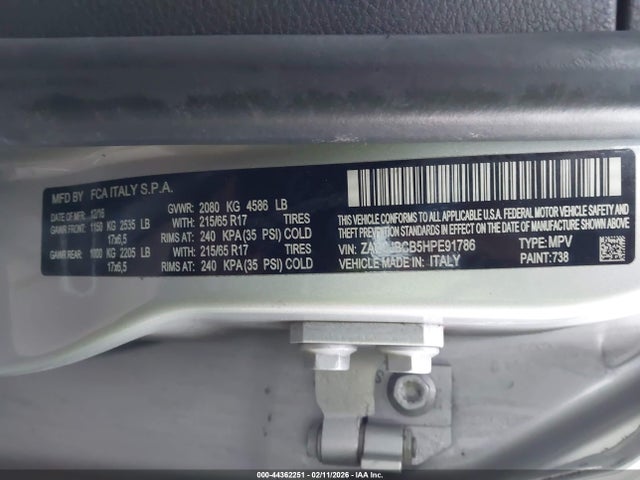 MFD BY FCA ITALY S.P.A.
DATE OF MFR: 12/16 GVWR: 2080 KG 4586 LB
GAWR FRONT: 1150 KG 2535 LB WITH: 215/65 R17 TIRES
17x6,5 RIMS AT: 240 KPA (35 PSI) COLD
GAWR REAR: 1000 KG 2205 LB WITH: 215/65 R17 TIRES
17x6,5 RIMS AT: 240 KPA (35 PSI) COLD
THIS VEHICLE CONFORMS TO ALL APPLICABLE
FEDERAL MOTOR VEHICLE SAFETY, BUMPER, AND
THEFT PREVENTION STANDARDS IN EFFECT ON THE
DATE OF MANUFACTURE SHOWN ABOVE.
VIN: TYPE: MPV
VEHICLE MADE IN: ITALY PAINT: 738
000-44362251 - 02/11/2026 - IAA, Inc.